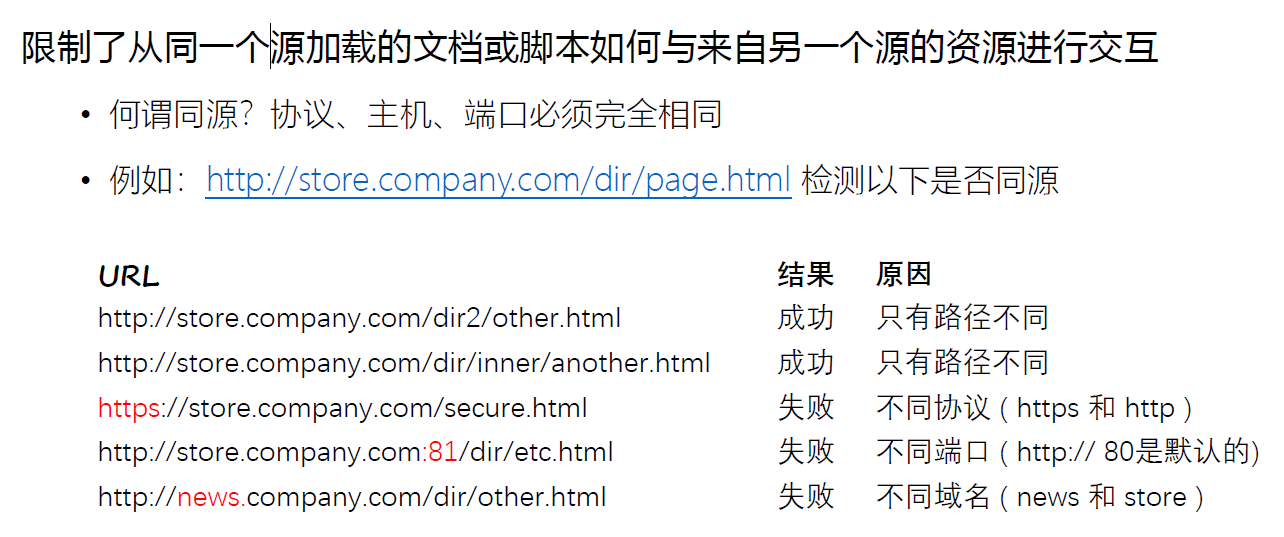 限制了从同一个源加载的文档或脚本如何与来自另一个源的资源进行交互
• 何谓同源？协议、主机、端口必须完全相同
• 例如：http://store.company.com/dir/page.html 检测以下是否同源
URL 结果 原因
http://store.company.com/dir2/other.html 成功 只有路径不同
http://store.company.com/dir/inner/another.html 成功 只有路径不同
https://store.company.com/secure.html 失败 不同协议 ( https 和 http )
http://store.company.com:81/dir/etc.html 失败 不同端口 ( http:// 80是默认的)
http://news.company.com/dir/other.html 失败 不同域名 ( news 和 store )